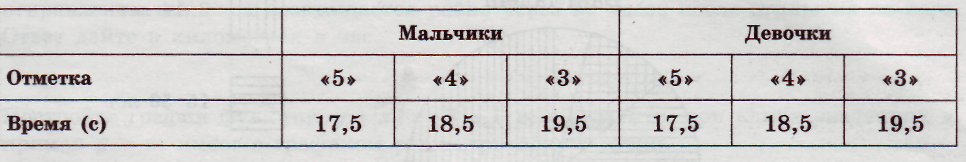 Мальчики Девочки
Отметка «5» «4» «3» «5» «4» «3»
Время (с) 17,5 18,5 19,5 17,5 18,5 19,5